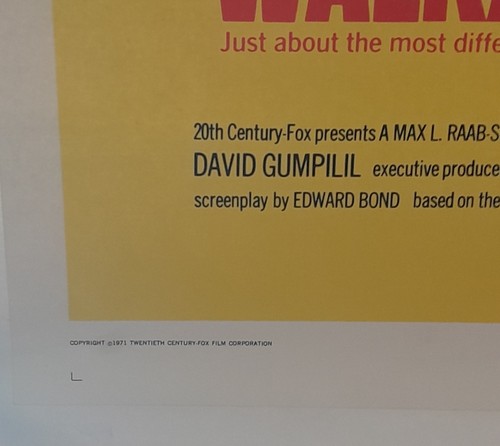 Just about the most diffe
20th Century-Fox presents A MAX L. RAAB-S
DAVID GUMPILIL executive produce
screenplay by EDWARD BOND based on the
COPYRIGHT ©1971 TWENTIETH CENTURY-FOX FILM CORPORATION